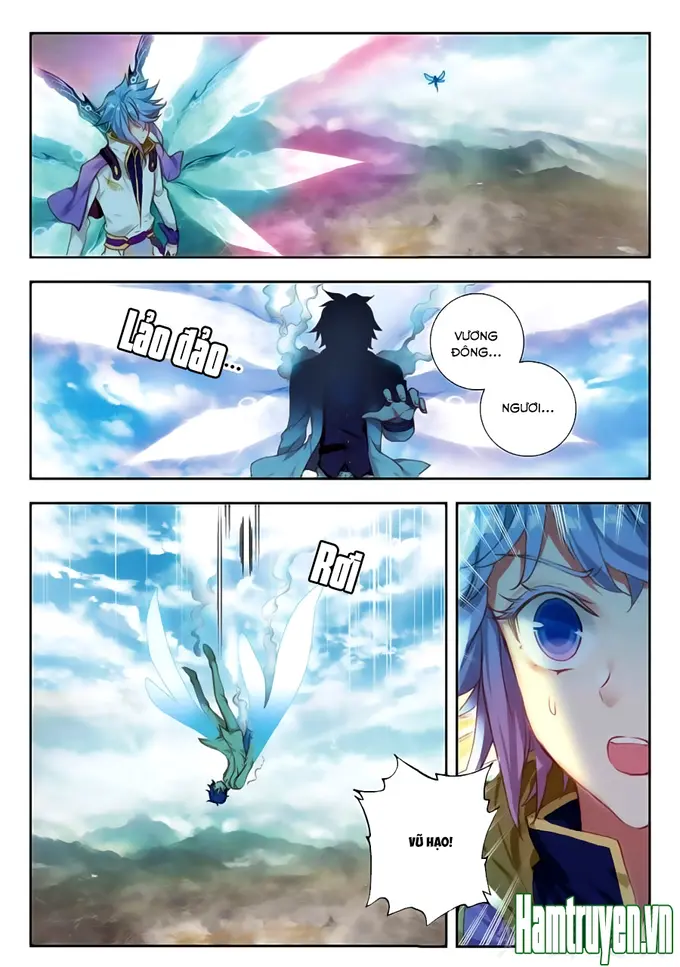 Lảo đảo...
VƯƠNG
ĐÔNG...
NGƯƠI...
Rơi
VŨ HẠO!
Hamtruyen.vn